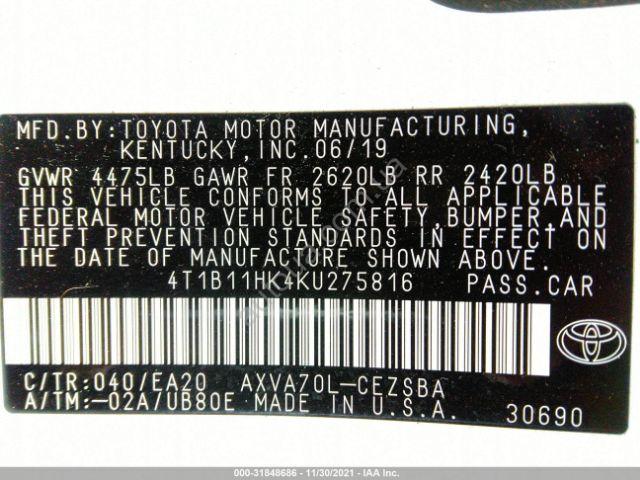 MFD.BY:TOYOTA MOTOR MANUFACTURING,
KENTUCKY,INC.06/19
GVWR 4475LB GAWR FR 2620LB RR 2420LB
THIS VEHICLE CONFORMS TO ALL APPLICABLE
FEDERAL MOTOR VEHICLE SAFETY,BUMPER,AND
THEFT PREVENTION STANDARDS IN EFFECT ON
THE DATE OF MANUFACTURE SHOWN ABOVE.
4T1B11HK4KU275816 PASS.CAR
C/TR:040/EA20 AXVA70L-CEZSBA
A/TM:-02A/UB80E MADE IN U.S.A. 30690
000-31848686 - 11/30/2021 - IAA Inc.